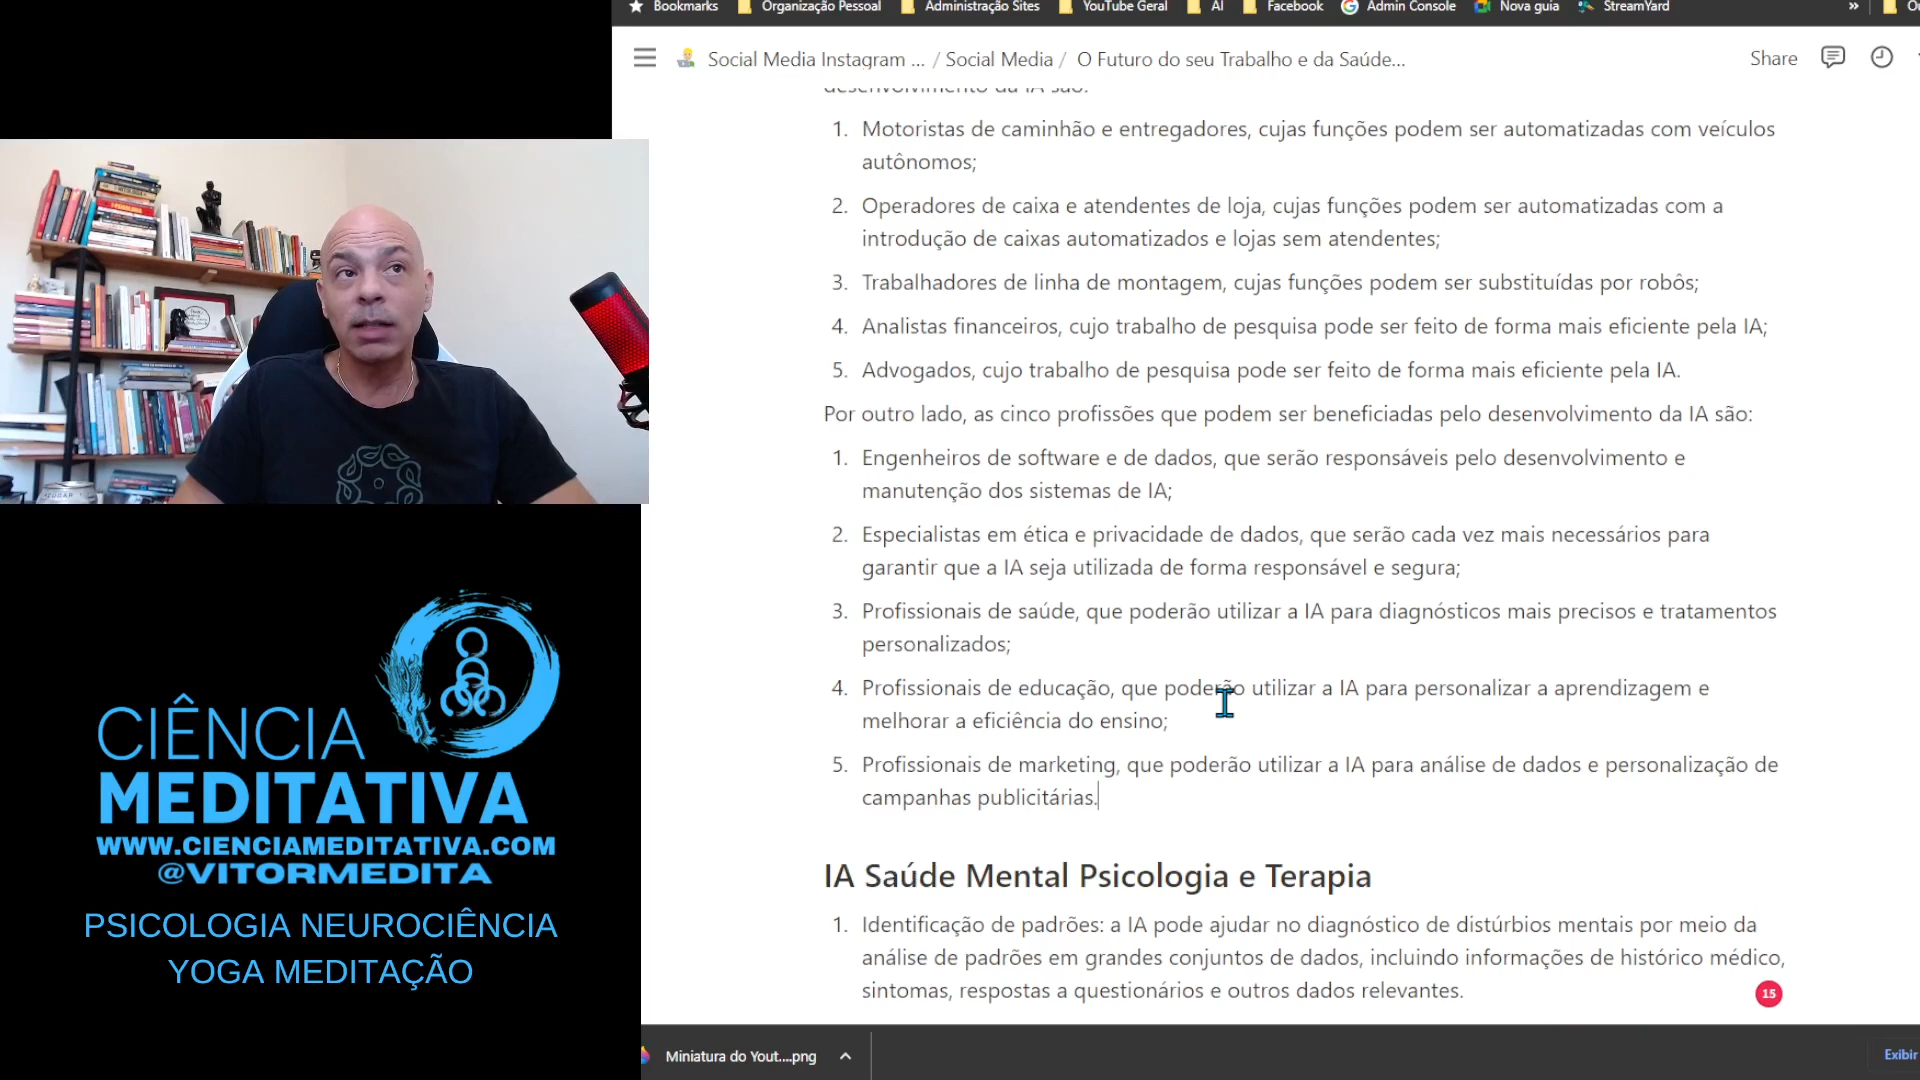 Bookmarks
Organização Pessoal
Administração Sites
YouTube Geral
AI
Facebook
Admin Console
Nova guia
StreamYard
»
Social Media Instagram ... / Social Media / O Futuro do seu Trabalho e da Saúde...
Share
desenvolvimento da IA são:
1. Motoristas de caminhão e entregadores, cujas funções podem ser automatizadas com veículos
autônomos;
2. Operadores de caixa e atendentes de loja, cujas funções podem ser automatizadas com a
introdução de caixas automatizados e lojas sem atendentes;
3. Trabalhadores de linha de montagem, cujas funções podem ser substituídas por robôs;
4. Analistas financeiros, cujo trabalho de pesquisa pode ser feito de forma mais eficiente pela IA;
5. Advogados, cujo trabalho de pesquisa pode ser feito de forma mais eficiente pela IA.
Por outro lado, as cinco profissões que podem ser beneficiadas pelo desenvolvimento da IA são:
1. Engenheiros de software e de dados, que serão responsáveis pelo desenvolvimento e
manutenção dos sistemas de IA;
2. Especialistas em ética e privacidade de dados, que serão cada vez mais necessários para
garantir que a IA seja utilizada de forma responsável e segura;
3. Profissionais de saúde, que poderão utilizar a IA para diagnósticos mais precisos e tratamentos
personalizados;
4. Profissionais de educação, que poderão utilizar a IA para personalizar a aprendizagem e
melhorar a eficiência do ensino;
5. Profissionais de marketing, que poderão utilizar a IA para análise de dados e personalização de
campanhas publicitárias.
IA Saúde Mental Psicologia e Terapia
1. Identificação de padrões: a IA pode ajudar no diagnóstico de distúrbios mentais por meio da
análise de padrões em grandes conjuntos de dados, incluindo informações de histórico médico,
sintomas, respostas a questionários e outros dados relevantes.
15
Miniatura do Yout....png
Exibir
CIÊNCIA
MEDITATIVA
WWW.CIENCIAMEDITATIVA.COM
@VITORMEDITA
PSICOLOGIA NEUROCIÊNCIA
YOGA MEDITAÇÃO